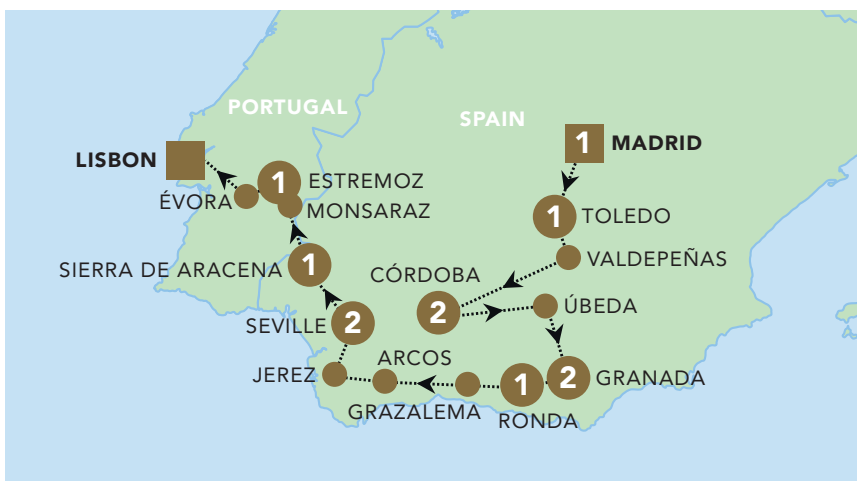 PORTUGAL
SPAIN
LISBON
1 MADRID
1 ESTREMOZ
ÉVORA
MONSARAZ
1 TOLEDO
VALDEPEÑAS
SIERRA DE ARACENA 1
CÓRDOBA
2
ÚBEDA
SEVILLE 2
JEREZ
ARCOS
GRAZALEMA
1
RONDA
2 GRANADA